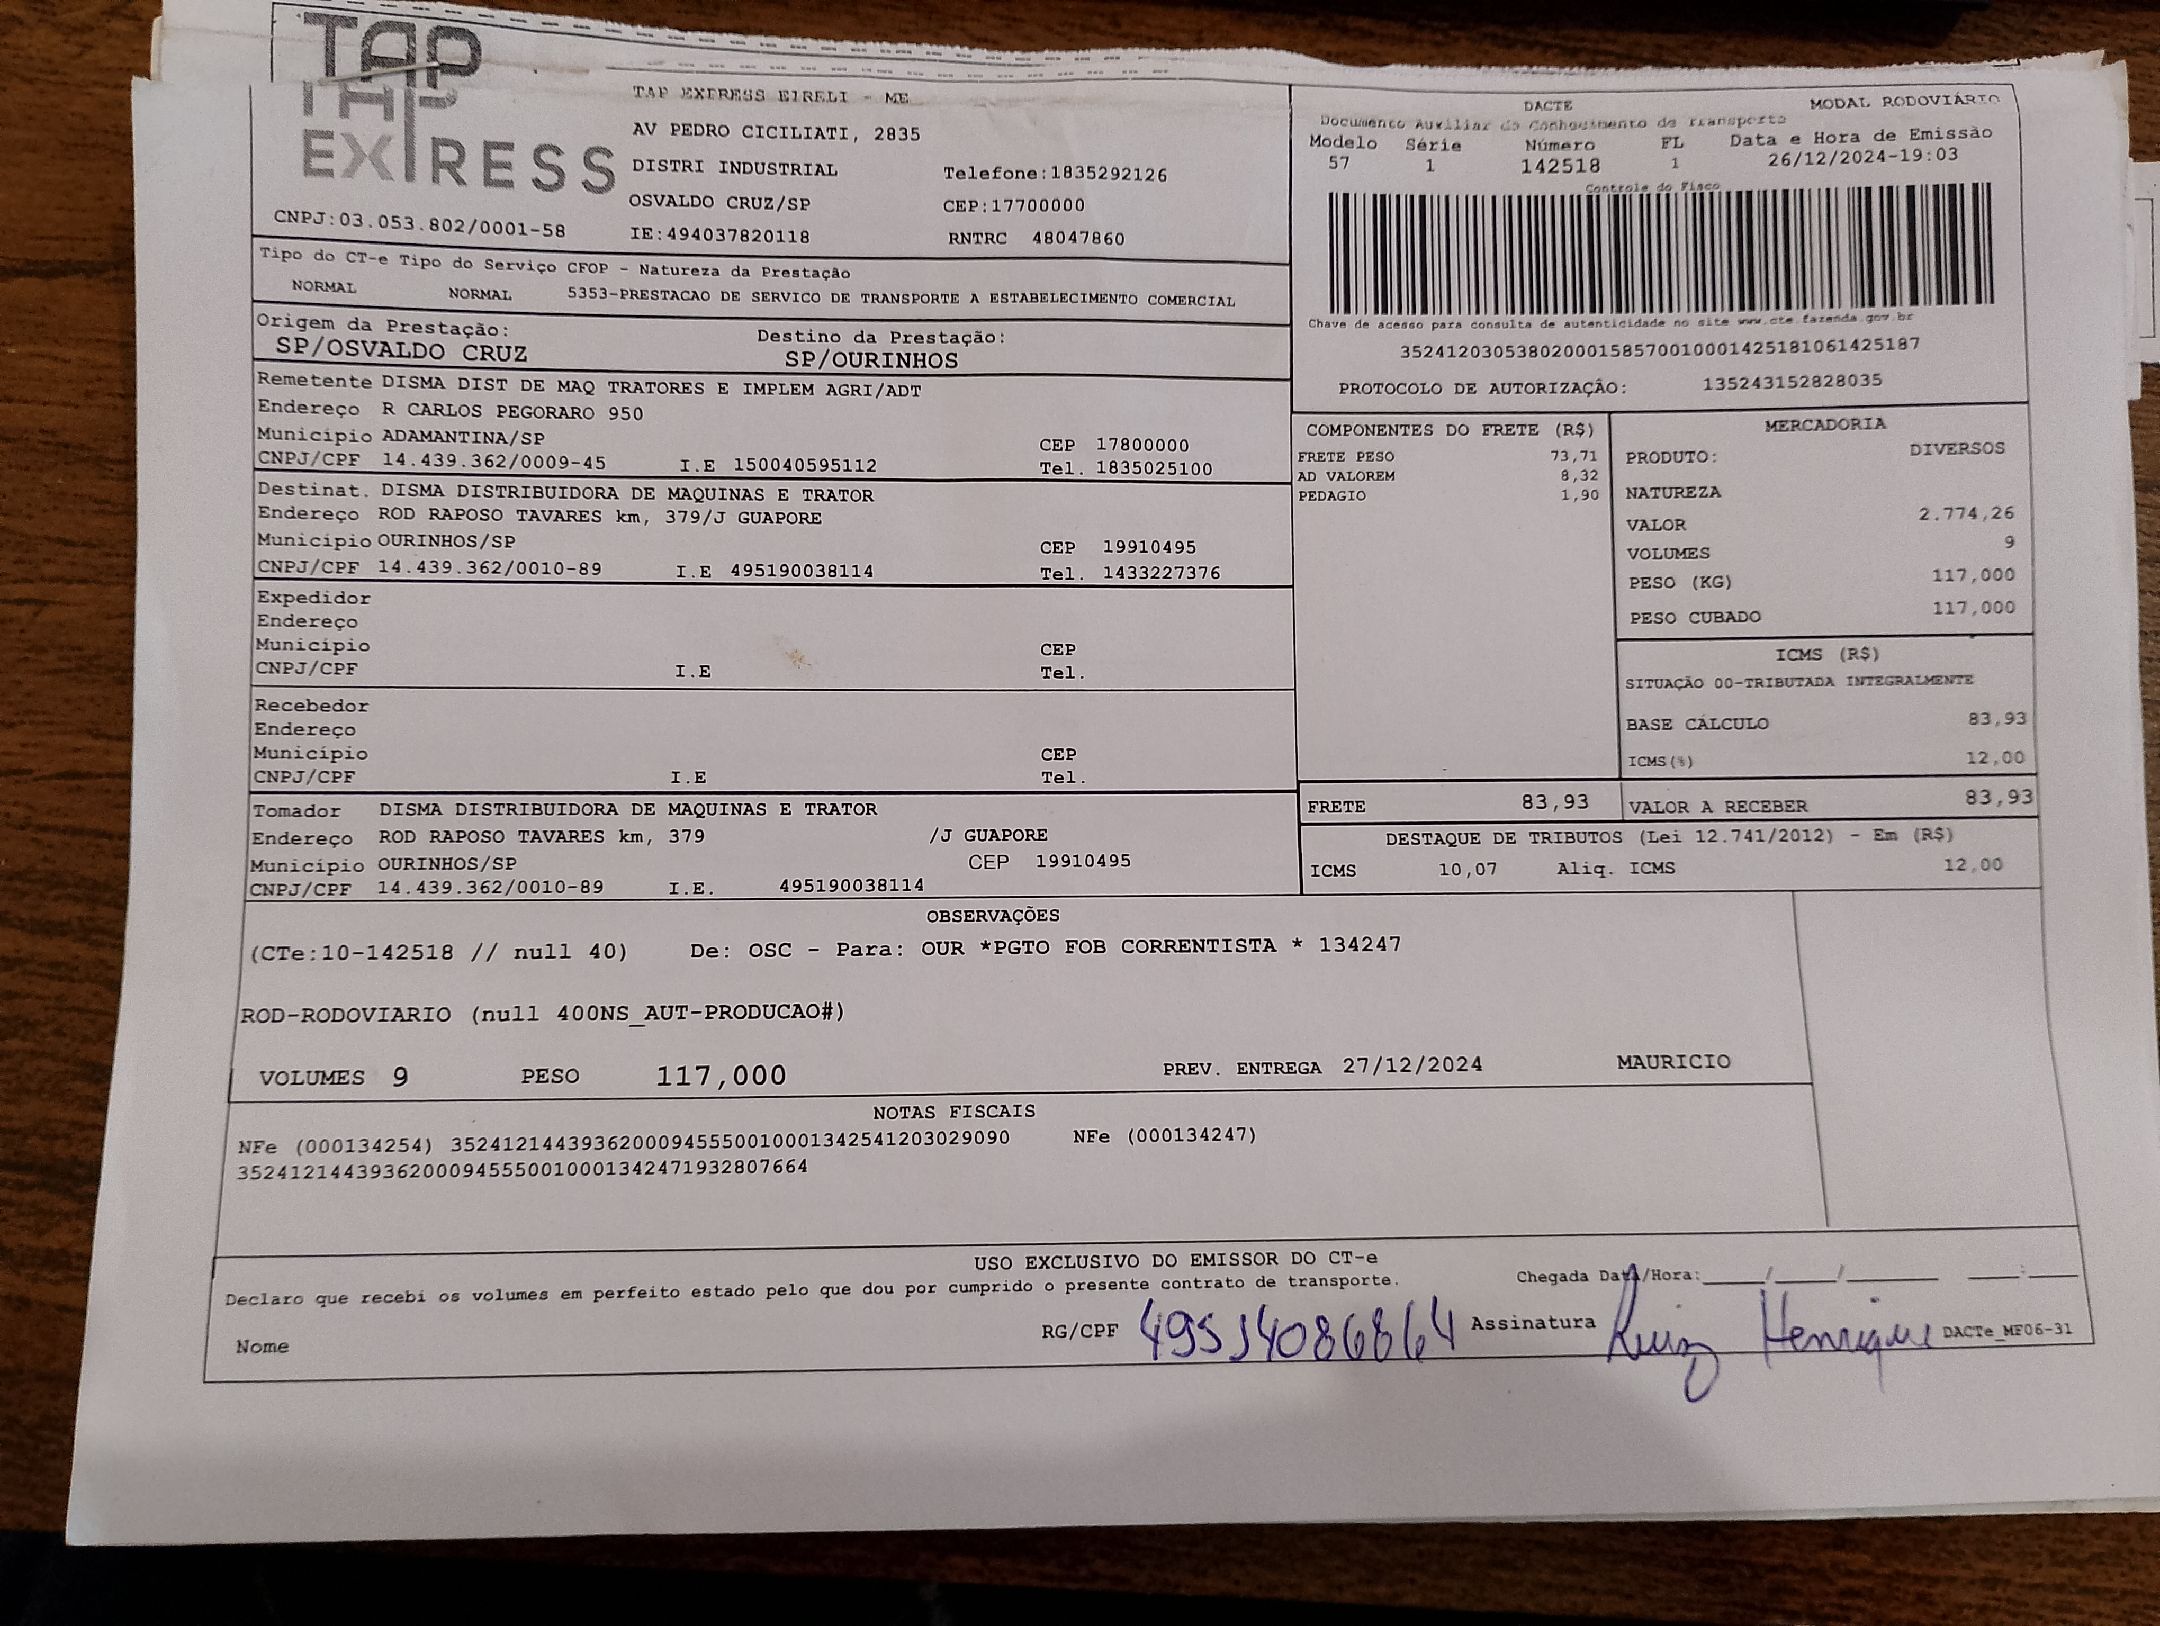 TAP
TAP
EXPRESS
CNPJ:03.053.802/0001-58
TAP EXPRESS EIRELI - ME
AV PEDRO CICILIATI, 2835
DISTRI INDUSTRIAL Telefone:1835292126
OSVALDO CRUZ/SP CEP:17700000
IE:494037820118 RNTRC 48047860
DACTE MODAL RODOVIÁRIO
Documento Auxiliar do Conhecimento de Transporte
Modelo Série Número FL Data e Hora de Emissão
57 1 142518 1 26/12/2024-19:03
Controle do Fisco
Chave de acesso para consulta de autenticidade no site www.cte.fazenda.gov.br
35241203053802000158570010001425181061425187
PROTOCOLO DE AUTORIZAÇÃO: 135243152828035
Tipo do CT-e Tipo do Serviço CFOP - Natureza da Prestação
NORMAL NORMAL 5353-PRESTACAO DE SERVICO DE TRANSPORTE A ESTABELECIMENTO COMERCIAL
Origem da Prestação: Destino da Prestação:
SP/OSVALDO CRUZ SP/OURINHOS
Remetente DISMA DIST DE MAQ TRATORES E IMPLEM AGRI/ADT
Endereço R CARLOS PEGORARO 950
Município ADAMANTINA/SP CEP 17800000
CNPJ/CPF 14.439.362/0009-45 I.E 150040595112 Tel. 1835025100
Destinat. DISMA DISTRIBUIDORA DE MAQUINAS E TRATOR
Endereço ROD RAPOSO TAVARES km, 379/J GUAPORE
Município OURINHOS/SP CEP 19910495
CNPJ/CPF 14.439.362/0010-89 I.E 495190038114 Tel. 1433227376
Expedidor
Endereço
Município CEP
CNPJ/CPF I.E Tel.
Recebedor
Endereço
Município CEP
CNPJ/CPF I.E Tel.
Tomador DISMA DISTRIBUIDORA DE MAQUINAS E TRATOR
Endereço ROD RAPOSO TAVARES km, 379 /J GUAPORE
Município OURINHOS/SP CEP 19910495
CNPJ/CPF 14.439.362/0010-89 I.E. 495190038114
COMPONENTES DO FRETE (R$)
FRETE PESO 73,71
AD VALOREM 8,32
PEDAGIO 1,90
MERCADORIA
PRODUTO: DIVERSOS
NATUREZA
VALOR 2.774,26
VOLUMES 9
PESO (KG) 117,000
PESO CUBADO 117,000
ICMS (R$)
SITUAÇÃO 00-TRIBUTADA INTEGRALMENTE
BASE CÁLCULO 83,93
ICMS(%) 12,00
FRETE 83,93 VALOR A RECEBER 83,93
DESTAQUE DE TRIBUTOS (Lei 12.741/2012) - Em (R$)
ICMS 10,07 Aliq. ICMS 12,00
OBSERVAÇÕES
(CTe:10-142518 // null 40) De: OSC - Para: OUR *PGTO FOB CORRENTISTA * 134247
ROD-RODOVIARIO (null 400NS_AUT-PRODUCAO#)
VOLUMES 9 PESO 117,000 PREV. ENTREGA 27/12/2024 MAURICIO
NOTAS FISCAIS
NFe (000134254) 35241214439362000945550010001342541203029090 NFe (000134247)
35241214439362000945550010001342471932807664
USO EXCLUSIVO DO EMISSOR DO CT-e
Declaro que recebi os volumes em perfeito estado pelo que dou por cumprido o presente contrato de transporte. Chegada Data/Hora:_____/_____/_______ ____:____
Nome RG/CPF 49514086864 Assinatura Luiz Henrique DACTe_MF06-31